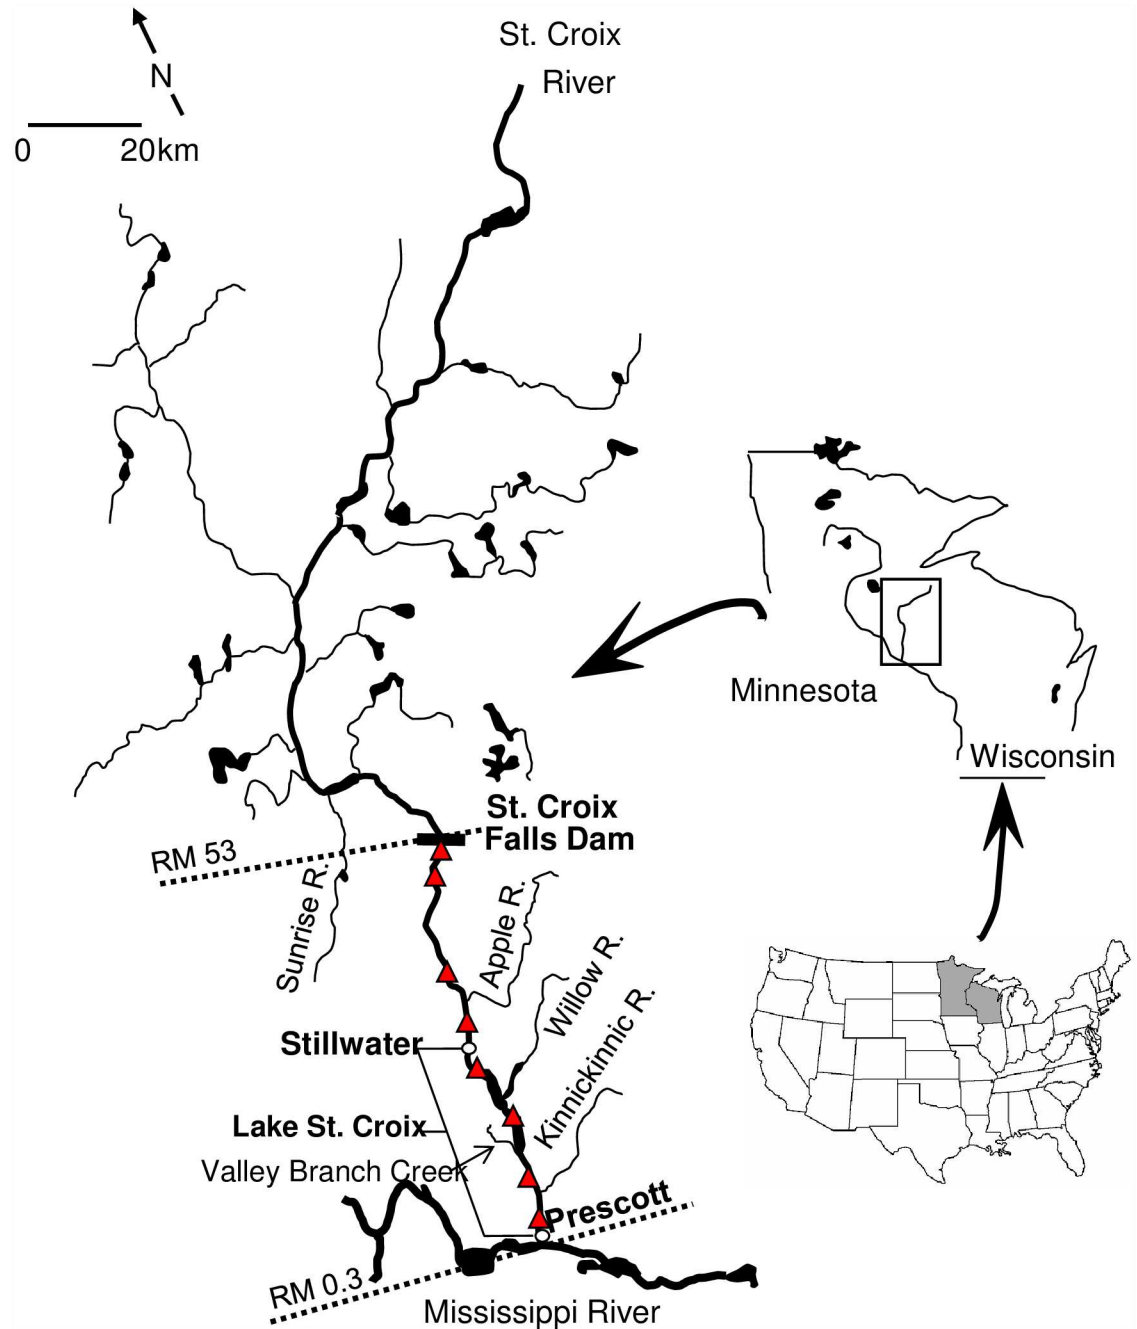 St. Croix
River
N
0 20km
Minnesota
Wisconsin
St. Croix
Falls Dam
RM 53
Sunrise R.
Apple R.
Willow R.
Kinnickinnic R.
Stillwater
Lake St. Croix
Valley Branch Creek
Prescott
RM 0.3
Mississippi River